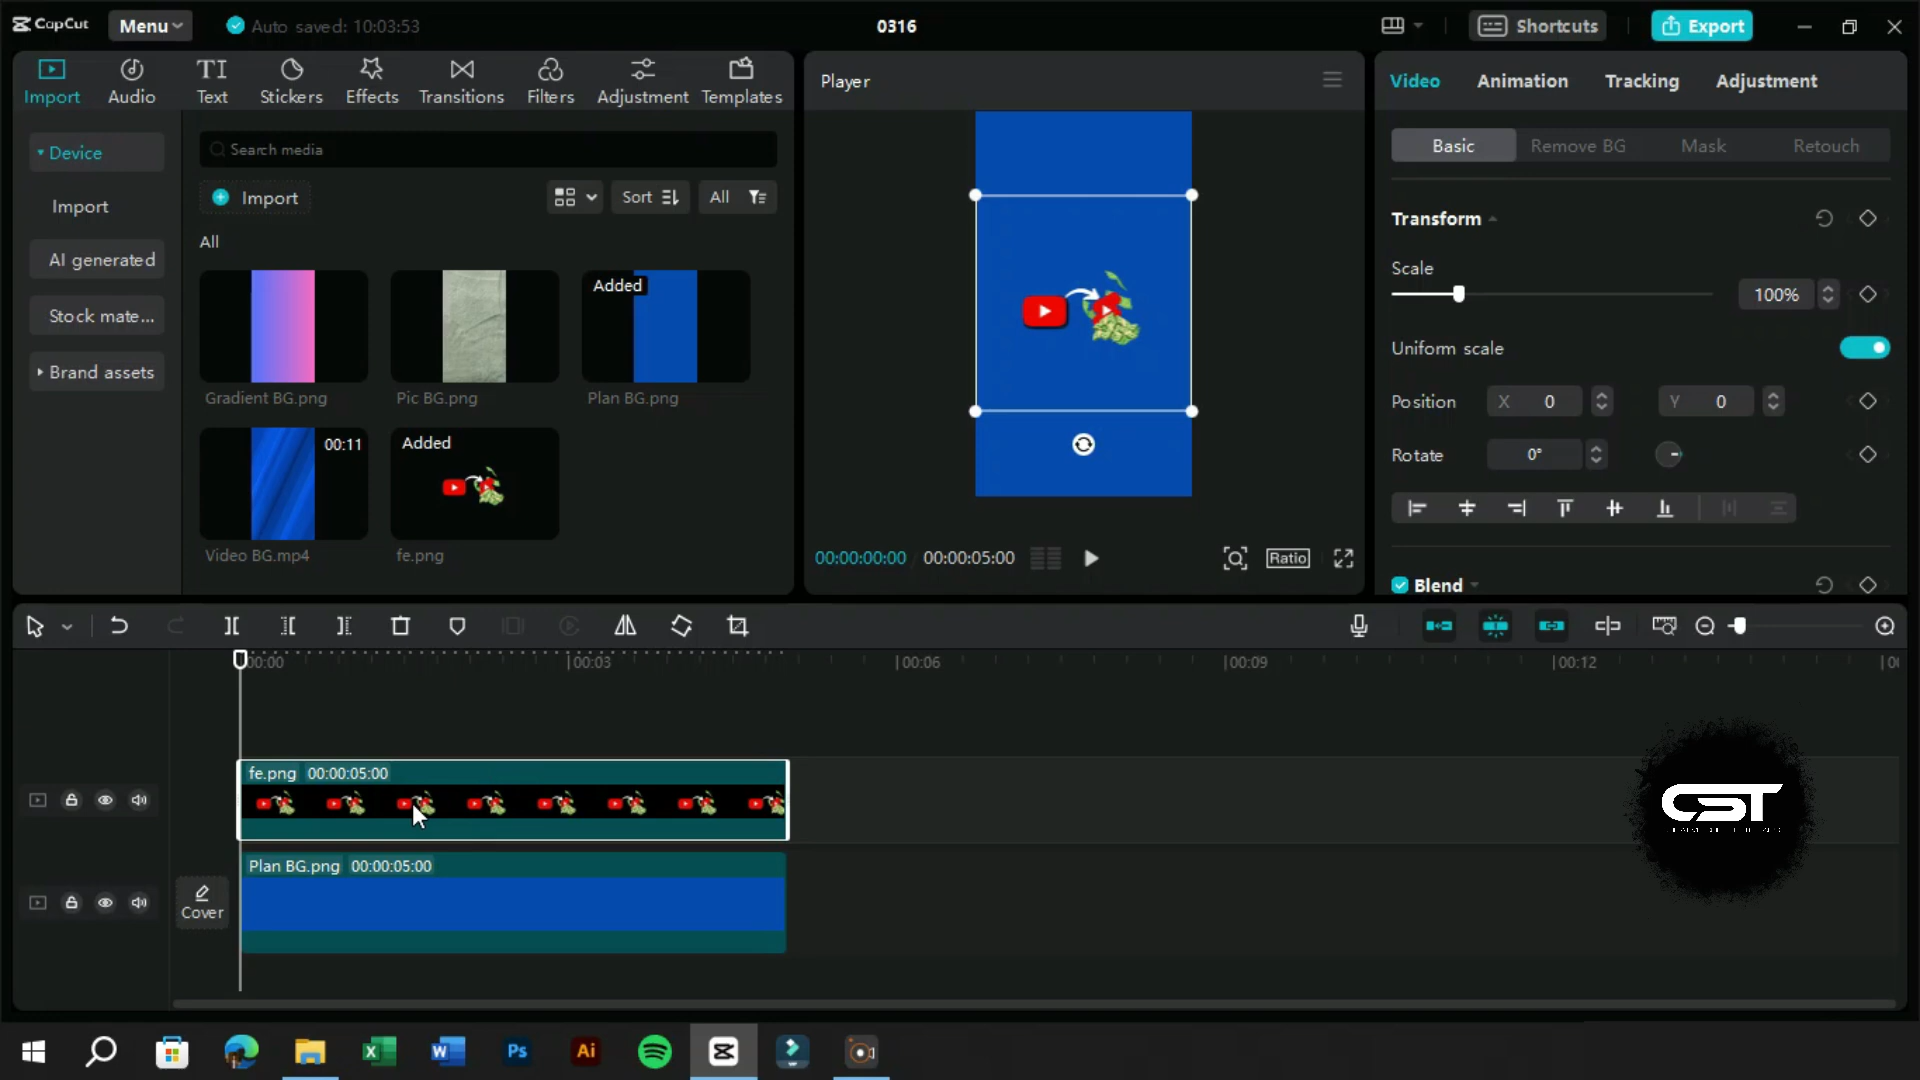 CapCut
Menu
Auto saved: 10:03:53
0316
Shortcuts
Export
Import
Audio
TI
Text
Stickers
Effects
Transitions
Filters
Adjustment
Templates
Player
Video
Animation
Tracking
Adjustment
Device
Import
AI generated
Stock mate...
Brand assets
Search media
Import
Sort
All
All
Added
Gradient BG.png
Pic BG.png
Plan BG.png
00:11
Added
Video BG.mp4
fe.png
00:00:00:00
00:00:05:00
Ratio
Basic
Remove BG
Mask
Retouch
Transform
Scale
100%
Uniform scale
Position
X 0
Y 0
Rotate
0°
Blend
00:00
00:03
00:06
00:09
00:12
fe.png 00:00:05:00
Plan BG.png 00:00:05:00
Cover
CST
Ps
Ai